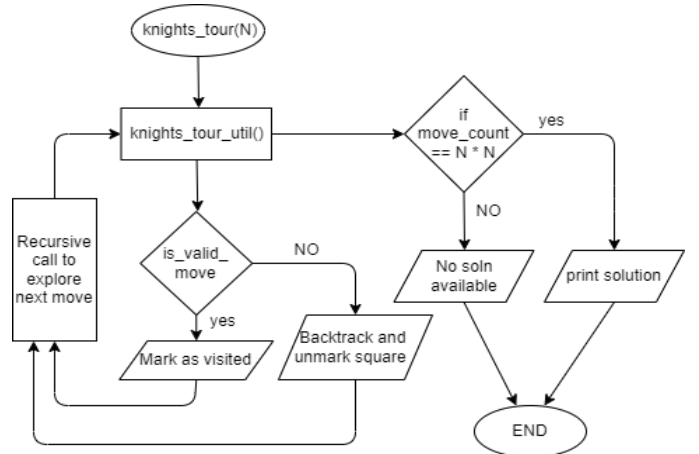 knights_tour(N)
knights_tour_util()
if
move_count
== N * N
yes
NO
Recursive
call to
explore
next move
is_valid_
move
NO
yes
No soln
available
print solution
Mark as visited
Backtrack and
unmark square
END